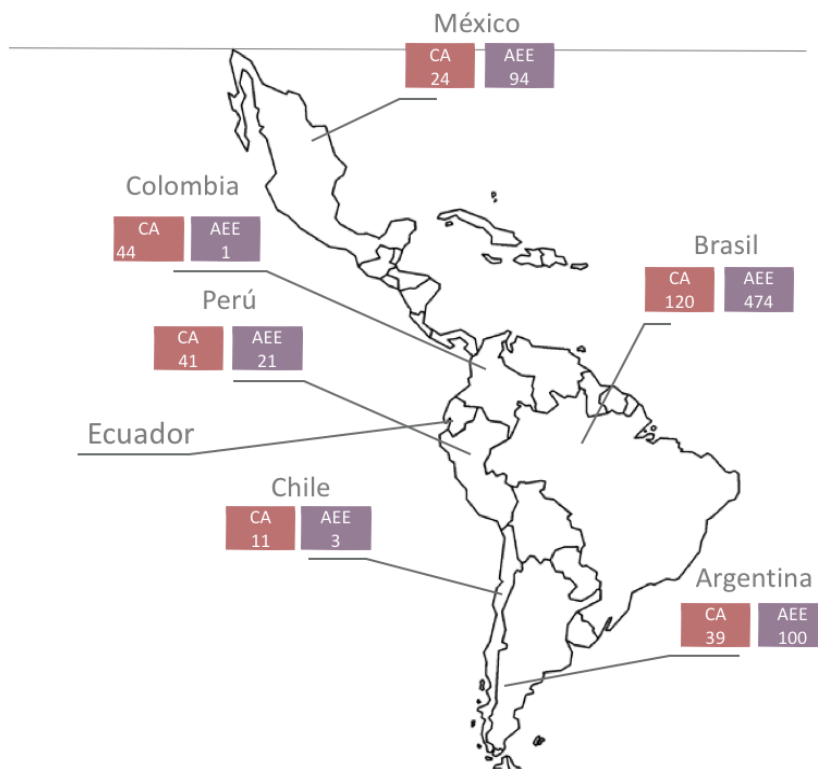 México
CA AEE
24 94
Colombia
CA AEE
44 1
Brasil
CA AEE
120 474
Perú
CA AEE
41 21
Ecuador
Chile
CA AEE
11 3
Argentina
CA AEE
39 100